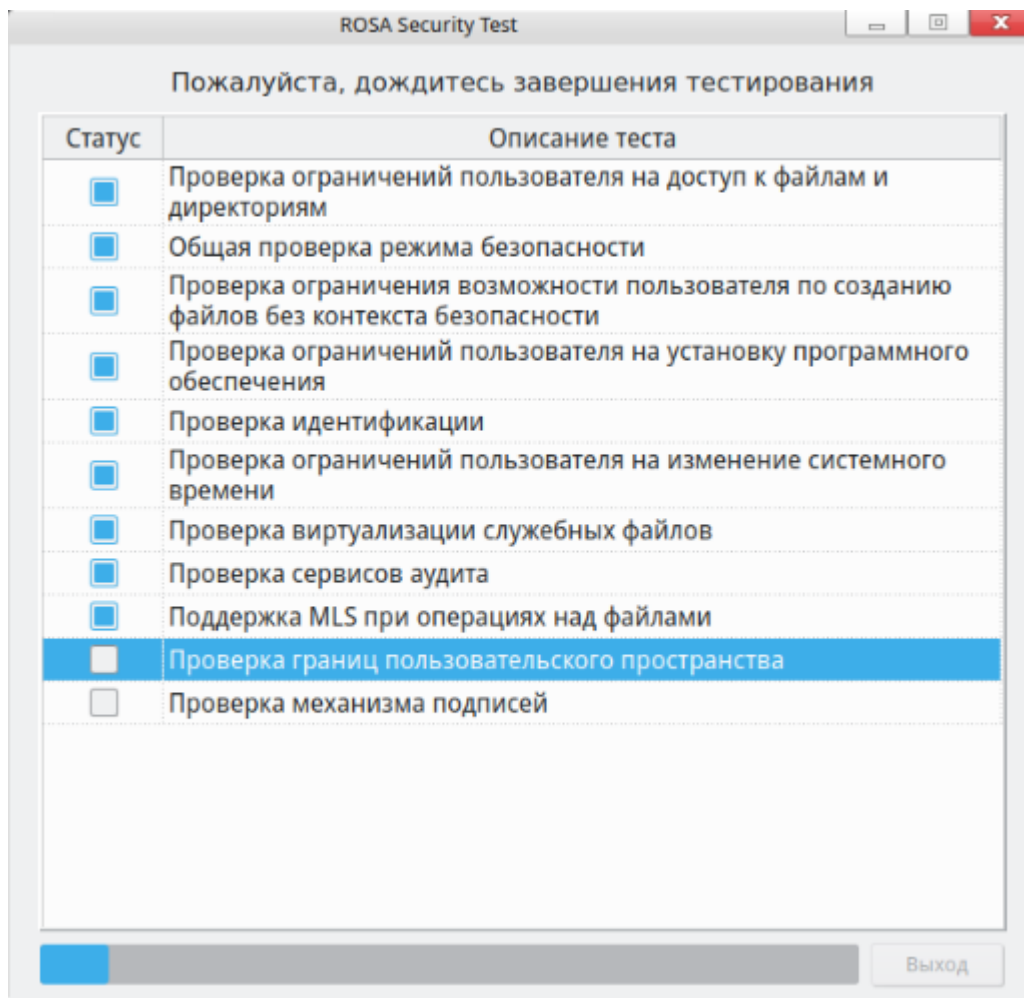 ROSA Security Test
Пожалуйста, дождитесь завершения тестирования
Статус
Описание теста
Проверка ограничений пользователя на доступ к файлам и
директориям
Общая проверка режима безопасности
Проверка ограничения возможности пользователя по созданию
файлов без контекста безопасности
Проверка ограничений пользователя на установку программного
обеспечения
Проверка идентификации
Проверка ограничений пользователя на изменение системного
времени
Проверка виртуализации служебных файлов
Проверка сервисов аудита
Поддержка MLS при операциях над файлами
Проверка границ пользовательского пространства
Проверка механизма подписей
Выход